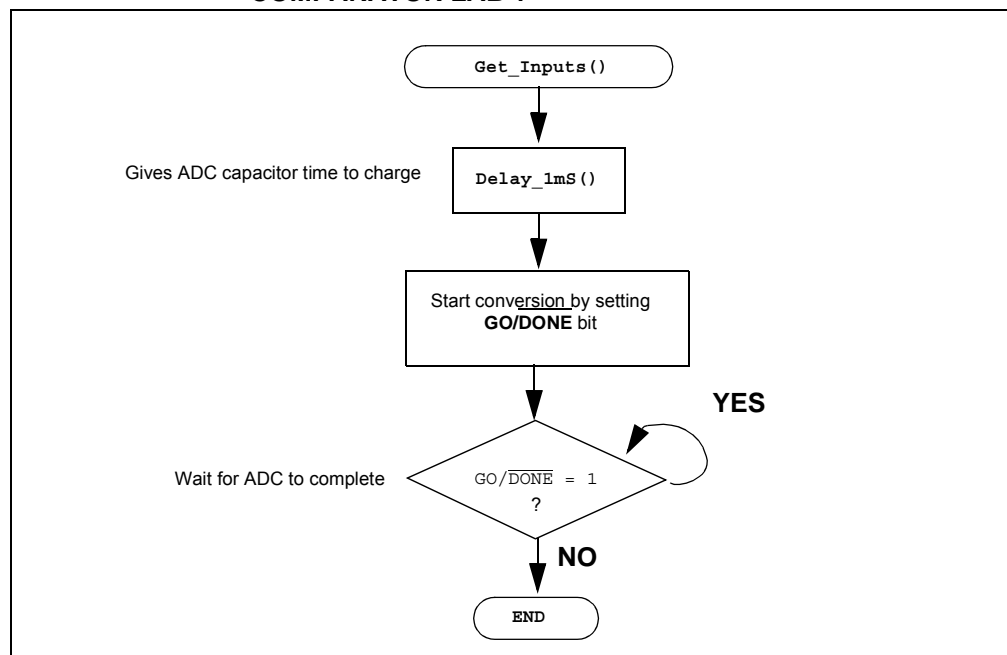 Get_Inputs()
Gives ADC capacitor time to charge
Delay_1mS()
Start conversion by setting
GO/DONE bit
YES
Wait for ADC to complete
GO/DONE = 1
?
NO
END